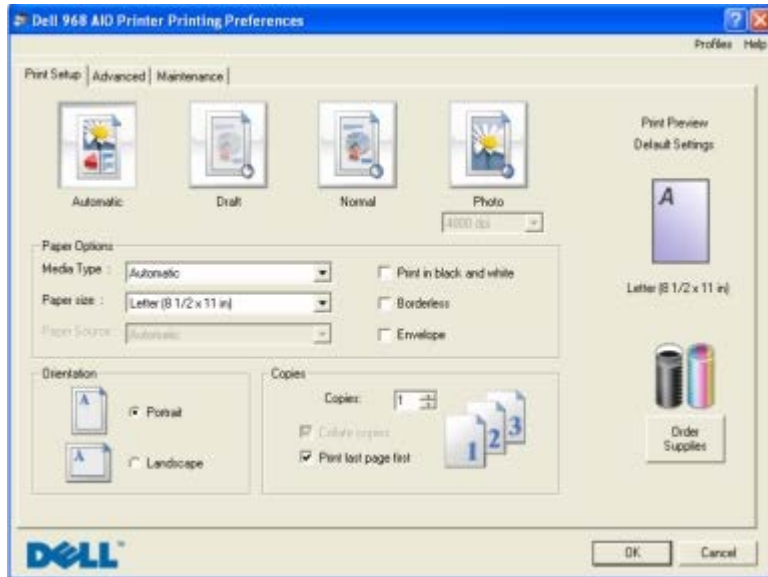 Dell 968 AIO Printer Printing Preferences
Profiles Help
Print Setup Advanced Maintenance
Automatic
Draft
Normal
Photo
4800 dpi
Print Preview
Default Settings
A
Letter (8 1/2 x 11 in)
Paper Options
Media Type : Automatic
Print in black and white
Paper size : Letter (8 1/2 x 11 in)
Borderless
Paper Source : Automatic
Envelope
Orientation
A
Portrait
A
Landscape
Copies
Copies: 1
Collate copies
Print last page first
1 2 3
Order
Supplies
DELL
OK Cancel